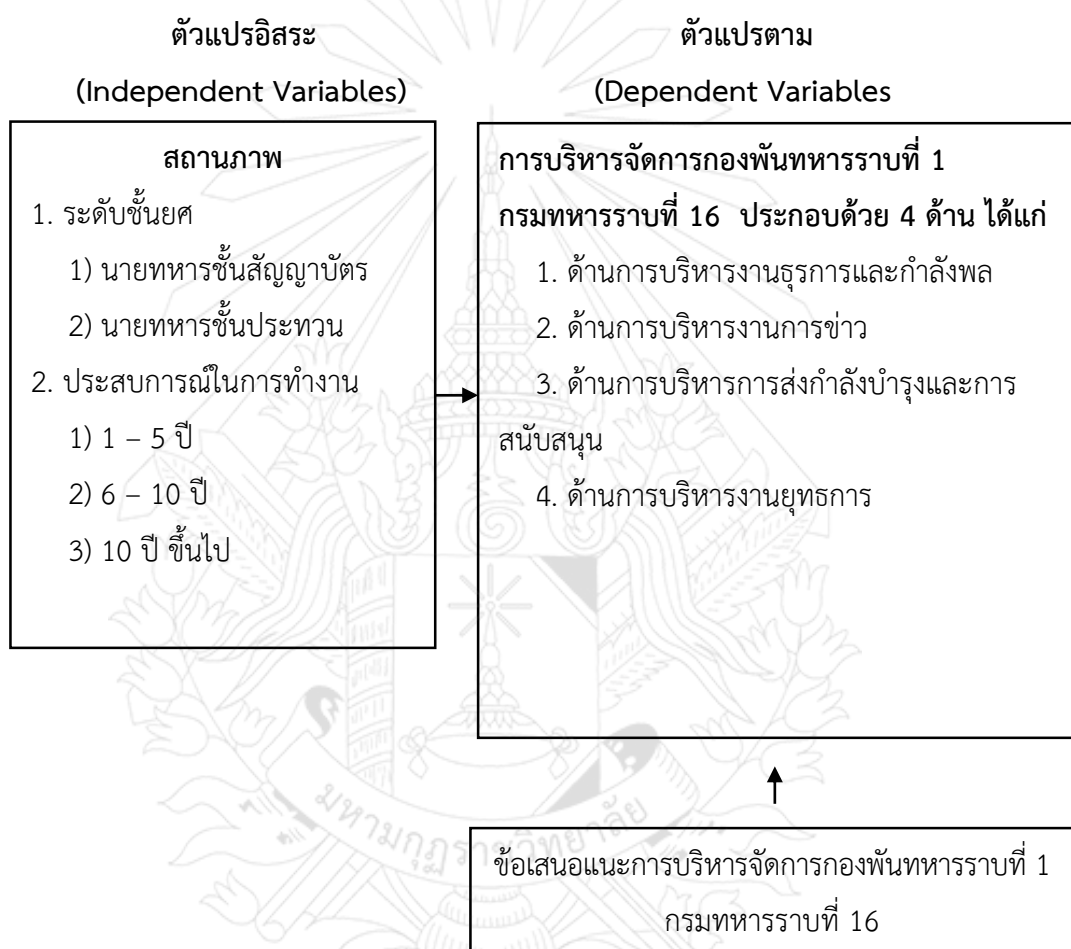 ตัวแปรอิสระ
(Independent Variables)
สถานภาพ
1. ระดับชั้นยศ
1) นายทหารชั้นสัญญาบัตร
2) นายทหารชั้นประทวน
2. ประสบการณ์ในการทำงาน
1) 1 – 5 ปี
2) 6 – 10 ปี
3) 10 ปี ขึ้นไป
ตัวแปรตาม
(Dependent Variables
การบริหารจัดการกองพันทหารราบที่ 1
กรมทหารราบที่ 16 ประกอบด้วย 4 ด้าน ได้แก่
1. ด้านการบริหารงานธุรการและกำลังพล
2. ด้านการบริหารงานการข่าว
3. ด้านการบริหารการส่งกำลังบำรุงและการ
สนับสนุน
4. ด้านการบริหารงานยุทธการ
ข้อเสนอแนะการบริหารจัดการกองพันทหารราบที่ 1
กรมทหารราบที่ 16
มหามกุฏราชวิทยาลัย